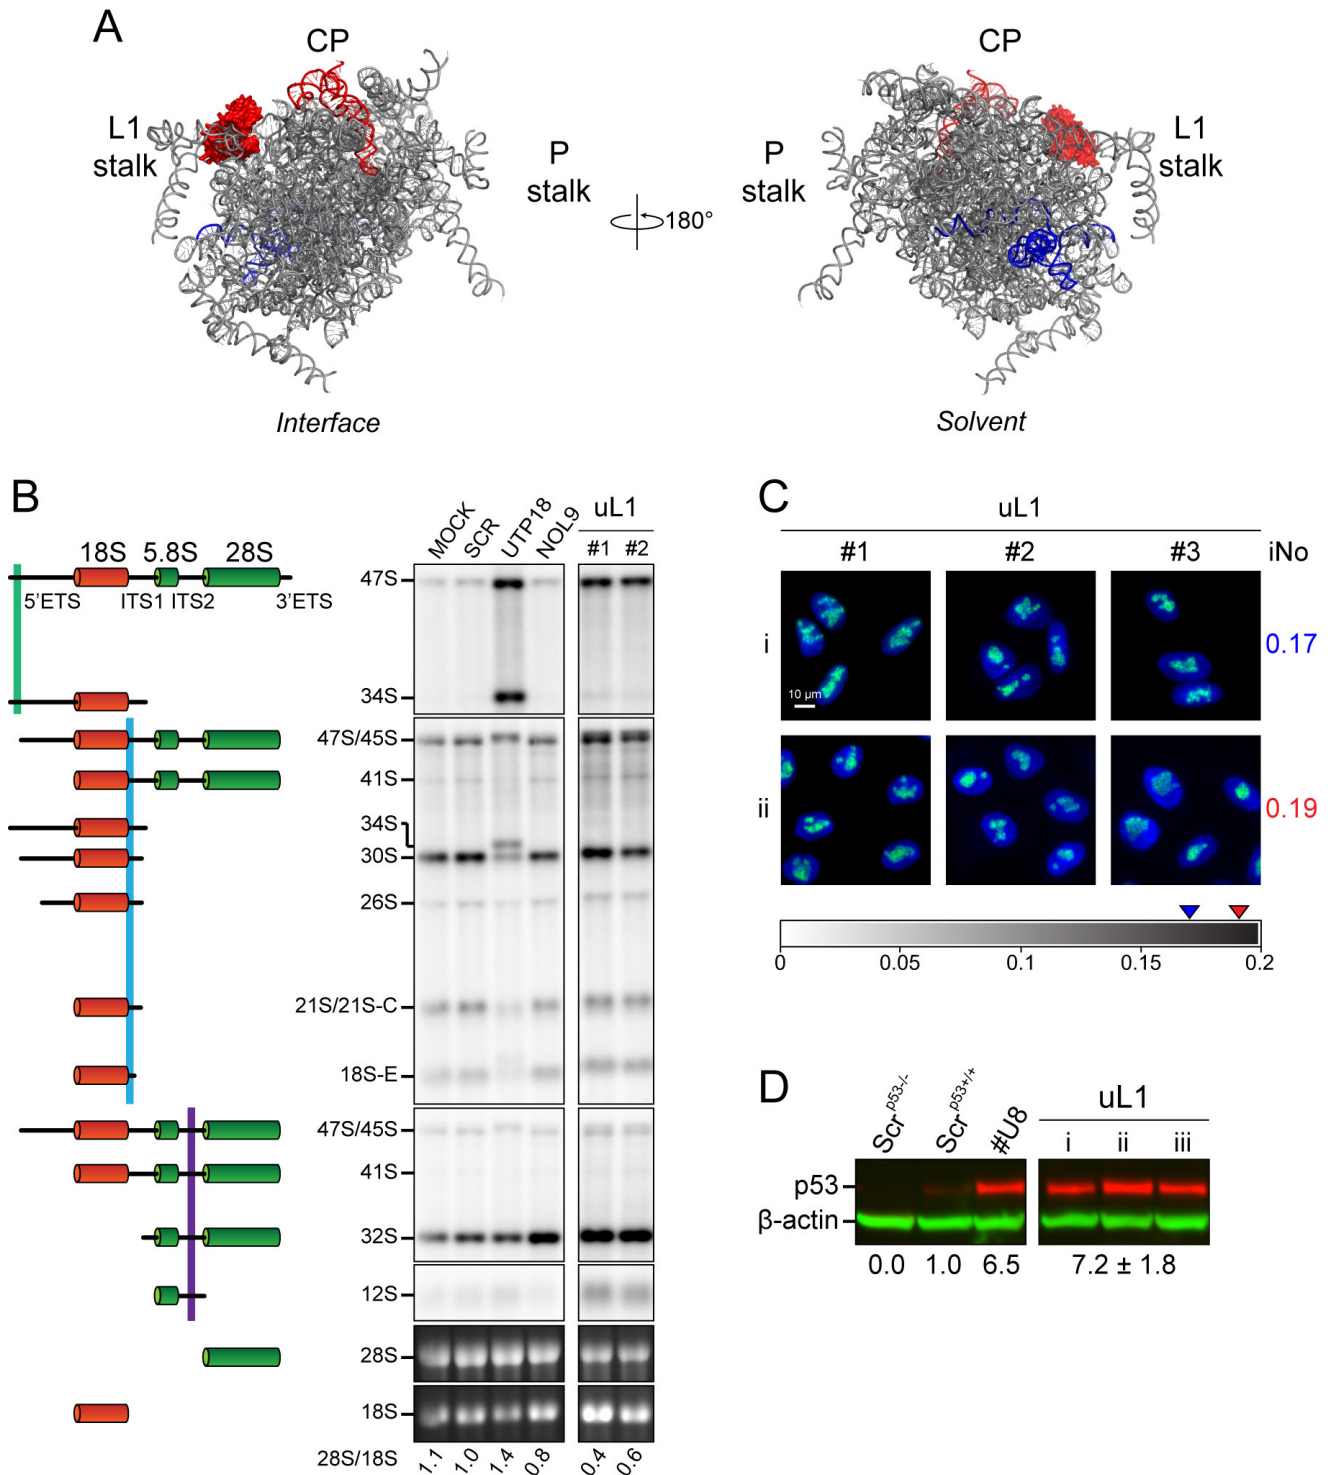 A
CP
L1
stalk
P
stalk
180°
Interface
CP
P
stalk
L1
stalk
Solvent
B
MOCK
SCR
UTP18
NOL9
uL1
#1
#2
18S
5.8S
28S
5'ETS
ITS1
ITS2
3'ETS
47S
34S
47S/45S
41S
34S
30S
26S
21S/21S-C
18S-E
47S/45S
41S
32S
12S
28S
18S
28S/18S
1.1
1.0
1.4
0.8
0.4
0.6
C
uL1
#1
#2
#3
iNo
i
10 µm
0.17
ii
0.19
0
0.05
0.1
0.15
0.2
D
Scr p53-/-
Scr p53+/+
#U8
uL1
i
ii
iii
p53
β-actin
0.0
1.0
6.5
7.2 ± 1.8